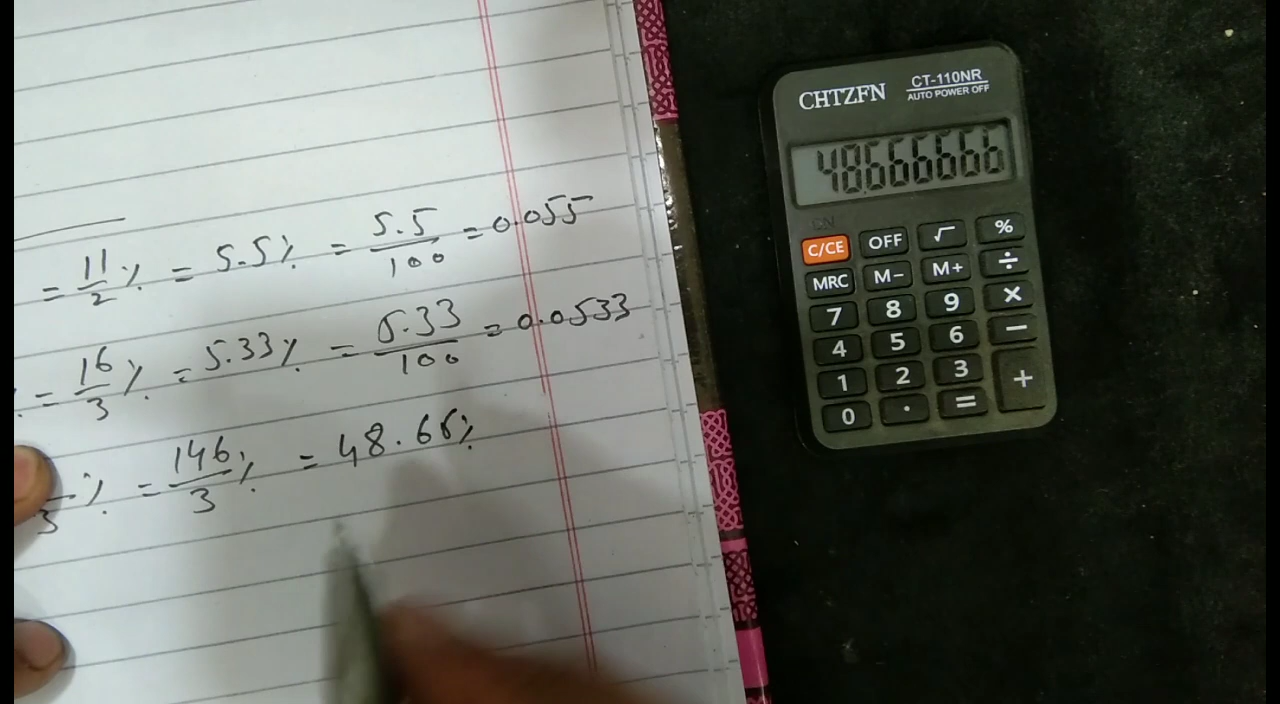 = 11/2 % = 5.5% = 5.5/100 = 0.055
= 16/3 % = 5.33% = 5.33/100 = 0.0533
3 % = 146/3 % = 48.66%
CHTZFN CT-110NR
AUTO POWER OFF
48.666666
C/CE OFF √ %
MRC M- M+ ÷
7 8 9 ×
4 5 6 −
1 2 3 +
0 . =